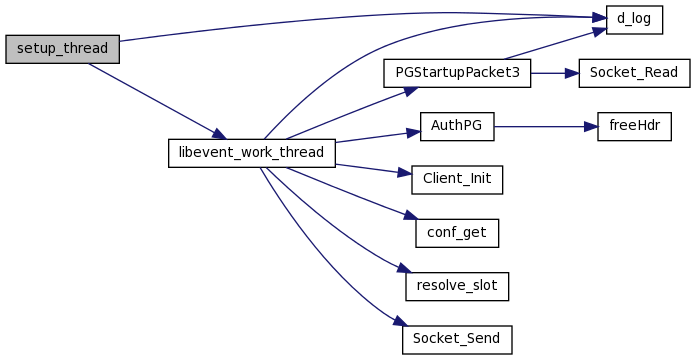 setup_thread
d_log
PGStartupPacket3
Socket_Read
AuthPG
freeHdr
libevent_work_thread
Client_Init
conf_get
resolve_slot
Socket_Send